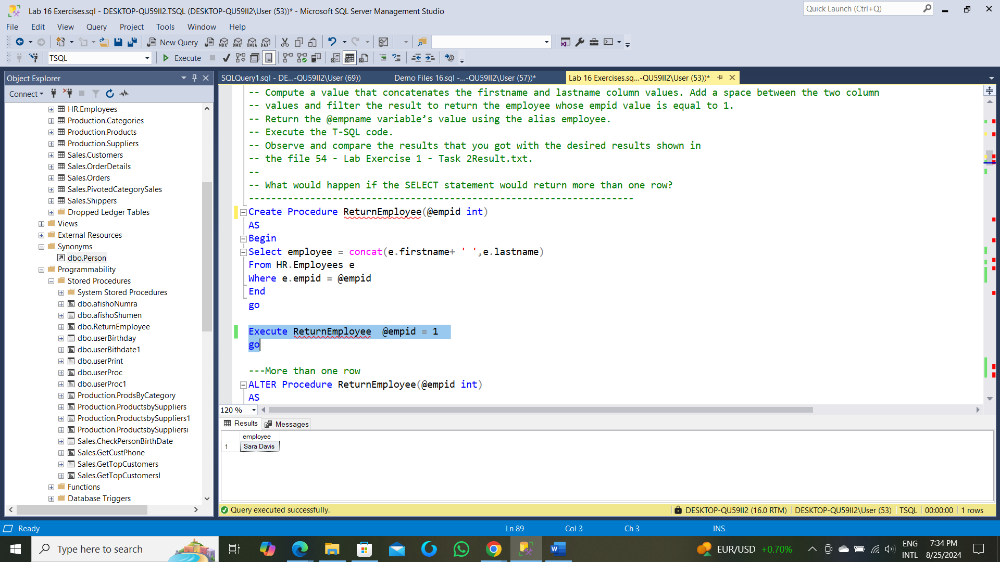 Lab 16 Exercises.sql - DESKTOP-QU59II2.TSQL (DESKTOP-QU59II2\User (53))* - Microsoft SQL Server Management Studio
Quick Launch (Ctrl+Q)
File Edit View Query Project Tools Window Help
New Query
MDX DMX XMLA DAX
TSQL
Execute
Object Explorer
Connect
HR.Employees
Production.Categories
Production.Products
Production.Suppliers
Sales.Customers
Sales.OrderDetails
Sales.Orders
Sales.PivotedCategorySales
Sales.Shippers
Dropped Ledger Tables
Views
External Resources
Synonyms
dbo.Person
Programmability
Stored Procedures
System Stored Procedures
dbo.afishoNumra
dbo.afishoShumën
dbo.ReturnEmployee
dbo.userBirthday
dbo.userBithdate1
dbo.userPrint
dbo.userProc
dbo.userProc1
Production.ProdsByCategory
Production.ProductsbySuppliers
Production.ProductsbySuppliers1
Production.ProductsbySuppliersi
Sales.CheckPersonBirthDate
Sales.GetCustPhone
Sales.GetTopCustomers
Sales.GetTopCustomersI
Functions
Database Triggers
SQLQuery1.sql - DE...-QU59II2\User (69))
Demo Files 16.sql -...-QU59II2\User (57))*
Lab 16 Exercises.sq...-QU59II2\User (53))*
-- Compute a value that concatenates the firstname and lastname column values. Add a space between the two column
-- values and filter the result to return the employee whose empid value is equal to 1.
-- Return the @empname variable’s value using the alias employee.
-- Execute the T-SQL code.
-- Observe and compare the results that you got with the desired results shown in
-- the file 54 - Lab Exercise 1 - Task 2Result.txt.
--
-- What would happen if the SELECT statement would return more than one row?
---------------------------------------------------------------------
Create Procedure ReturnEmployee(@empid int)
AS
Begin
Select employee = concat(e.firstname+ ' ',e.lastname)
From HR.Employees e
Where e.empid = @empid
End
go
Execute ReturnEmployee  @empid = 1
go
---More than one row
ALTER Procedure ReturnEmployee(@empid int)
AS
120 %
Results Messages
employee
1 Sara Davis
Query executed successfully.
DESKTOP-QU59II2 (16.0 RTM)
DESKTOP-QU59II2\User (53)
TSQL
00:00:00
1 rows
Ready
Ln 89
Col 3
Ch 3
INS
Type here to search
EUR/USD +0.70%
ENG
INTL
7:34 PM
8/25/2024